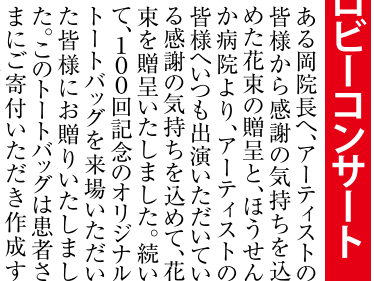 ロビーコンサート
ある岡院長へ、アーティストの
皆様から感謝の気持ちを込
めた花束の贈呈と、ほうせん
か病院より、アーティストの
皆様へいつも出演いただいてい
る感謝の気持ちを込めて、花
束を贈呈いたしました。続い
て、100回記念のオリジナル
トートバッグを来場いただい
た皆様にお贈りいたしまし
た。このトートバッグは患者さ
まにご寄付いただき作成す